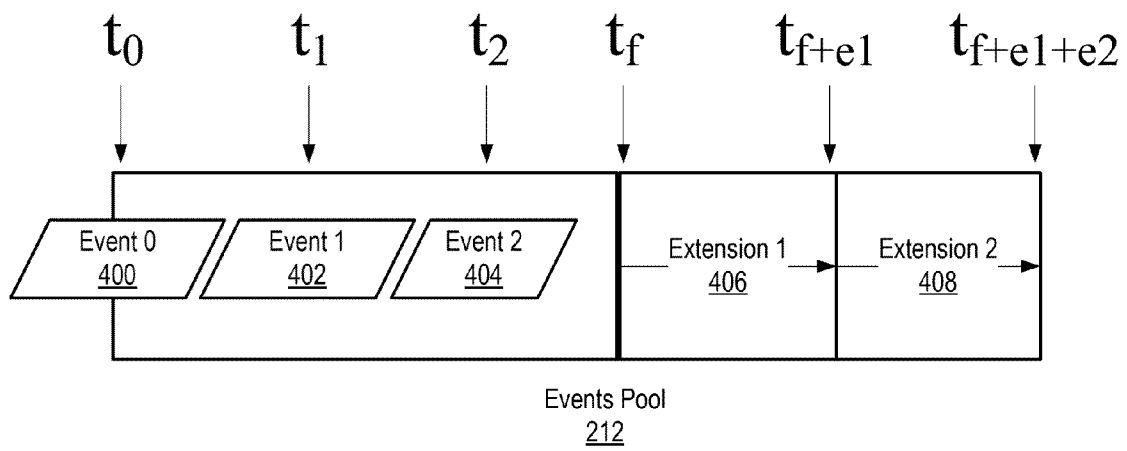 t0 t1 t2 tf tf+e1 tf+e1+e2
Event 0 Event 1 Event 2 Extension 1 Extension 2
400 402 404 406 408
Events Pool
212